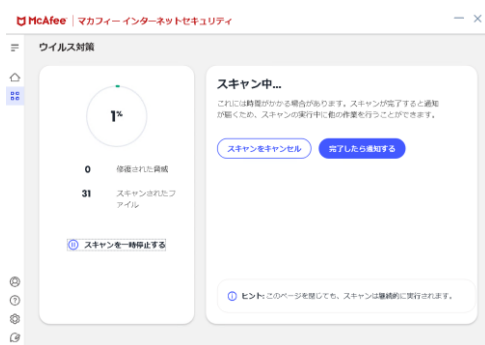 McAfee | マカフィー インターネットセキュリティ
ウイルス対策
1%
0 修復された脅威
31 スキャンされたフ
ァイル
スキャンを一時停止する
スキャン中...
これには時間がかかる場合があります。スキャンが完了すると通知
が届くため、スキャンの実行中に他の作業を行うことができます。
スキャンをキャンセル
完了したら通知する
ヒント: このページを閉じても、スキャンは継続的に実行されます。